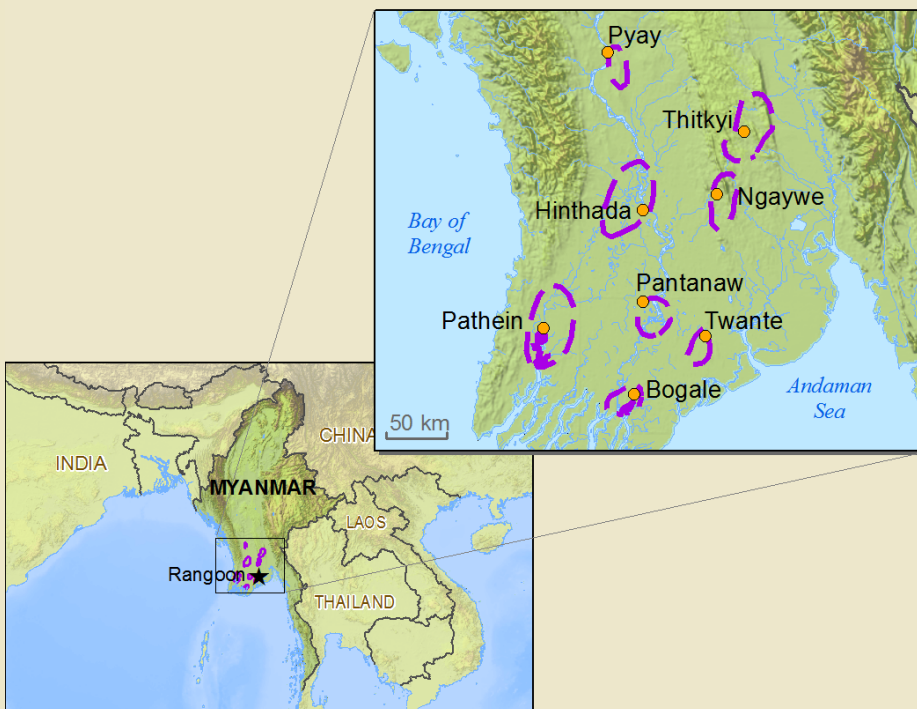 Pyay
Thitkyi
Ngaywe
Hinthada
Bay of
Bengal
Pantanaw
Pathein
Twante
Bogale
Andaman
Sea
50 km
CHINA
INDIA
MYANMAR
LAOS
Rangoon
THAILAND